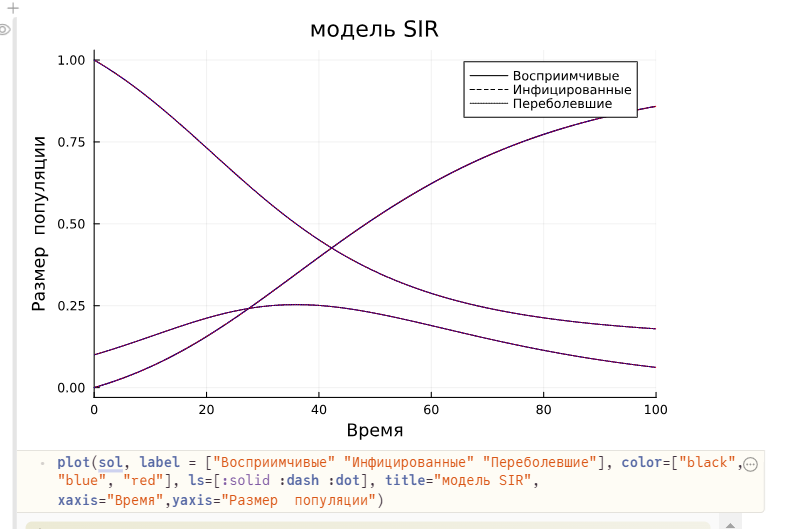 модель SIR
Восприимчивые
Инфицированные
Переболевшие
1.00
0.75
0.50
0.25
0.00
Размер популяции
0 20 40 60 80 100
Время
plot(sol, label = ["Восприимчивые" "Инфицированные" "Переболевшие"], color=["black",
"blue", "red"], ls=[:solid :dash :dot], title="модель SIR",
xaxis="Время",yaxis="Размер  популяции")